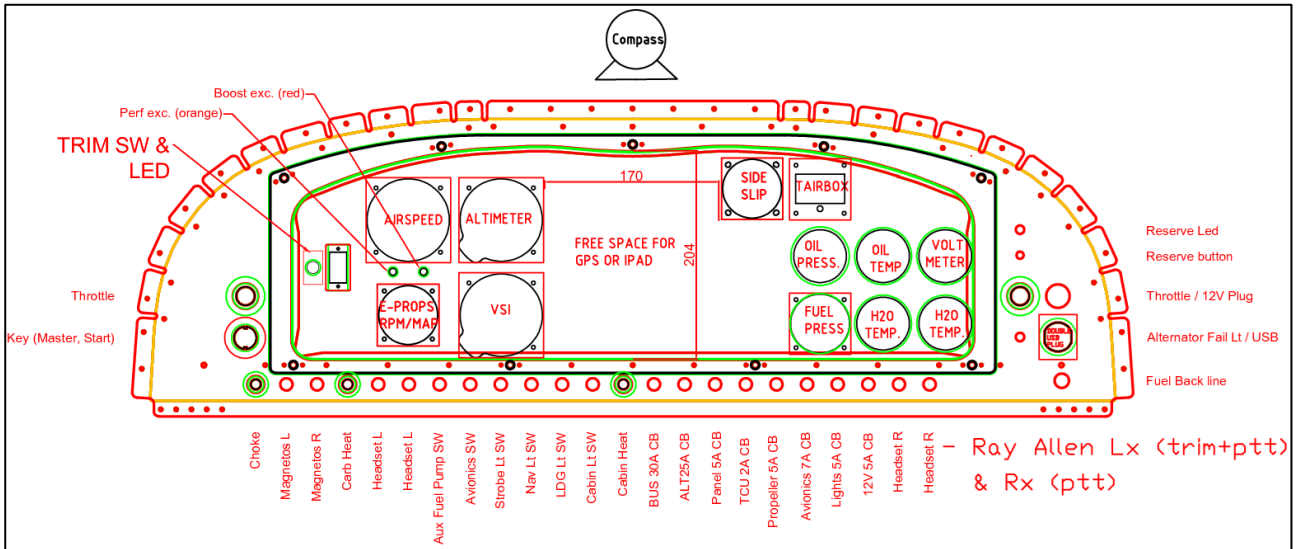 Compass
Boost exc. (red)
Perf exc. (orange)
TRIM SW &
LED
AIRSPEED
ALTIMETER
170
SIDE
SLIP
TAIRBOX
FREE SPACE FOR
GPS OR IPAD
204
OIL
PRESS.
OIL
TEMP
VOLT
METER
E-PROPS
RPM/MAP
VSI
FUEL
PRESS
H2O
TEMP.
H2O
TEMP.
Throttle
Key (Master, Start)
Reserve Led
Reserve button
Throttle / 12V Plug
Alternator Fail Lt / USB
DOUBLE
USB
PLUG
Fuel Back line
Choke
Magnetos L
Magnetos R
Carb Heat
Headset L
Headset L
Aux Fuel Pump SW
Avionics SW
Strobe Lt SW
Nav Lt SW
LDG Lt SW
Cabin Lt SW
Cabin Heat
BUS 30A CB
ALT25A CB
Panel 5A CB
TCU 2A CB
Propeller 5A CB
Avionics 7A CB
Lights 5A CB
12V 5A CB
Headset R
Headset R
- Ray Allen Lx (trim+ptt)
& Rx (ptt)